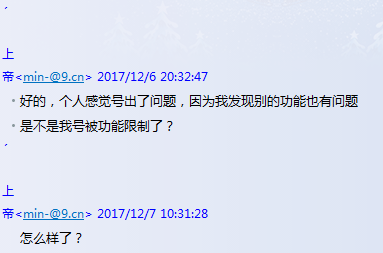 上
帝<min-@9.cn> 2017/12/6 20:32:47
• 好的，个人感觉号出了问题，因为我发现别的功能也有问题
• 是不是我号被功能限制了？
上
帝<min-@9.cn> 2017/12/7 10:31:28
怎么样了？